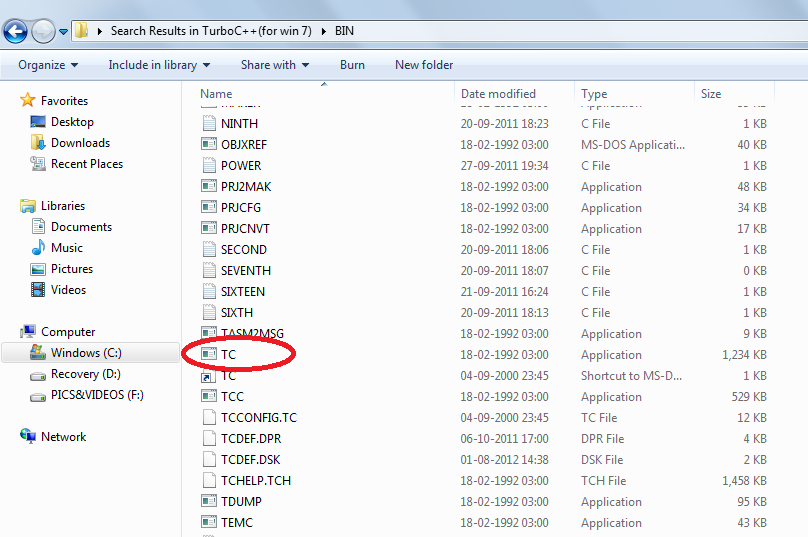 Search Results in TurboC++(for win 7) BIN
Organize Include in library Share with Burn New folder
Name Date modified Type Size
Favorites
Desktop
Downloads
Recent Places
Libraries
Documents
Music
Pictures
Videos
Computer
Windows (C:)
Recovery (D:)
PICS&VIDEOS (F:)
Network
NINTH 20-09-2011 18:23 C File 1 KB
OBJXREF 18-02-1992 03:00 MS-DOS Applicati... 40 KB
POWER 27-09-2011 19:34 C File 1 KB
PRJ2MAK 18-02-1992 03:00 Application 48 KB
PRJCFG 18-02-1992 03:00 Application 34 KB
PRJCNVT 18-02-1992 03:00 Application 17 KB
SECOND 20-09-2011 18:06 C File 1 KB
SEVENTH 20-09-2011 18:07 C File 0 KB
SIXTEEN 21-09-2011 16:24 C File 1 KB
SIXTH 20-09-2011 18:13 C File 1 KB
TASM2MSG 18-02-1992 03:00 Application 9 KB
TC 18-02-1992 03:00 Application 1,234 KB
TC 04-09-2000 23:45 Shortcut to MS-D... 2 KB
TCC 18-02-1992 03:00 Application 529 KB
TCCONFIG.TC 04-09-2000 23:45 TC File 12 KB
TCDEF.DPR 06-10-2011 17:00 DPR File 4 KB
TCDEF.DSK 01-08-2012 14:38 DSK File 2 KB
TCHELP.TCH 18-02-1992 03:00 TCH File 1,458 KB
TDUMP 18-02-1992 03:00 Application 95 KB
TEMC 18-02-1992 03:00 Application 43 KB